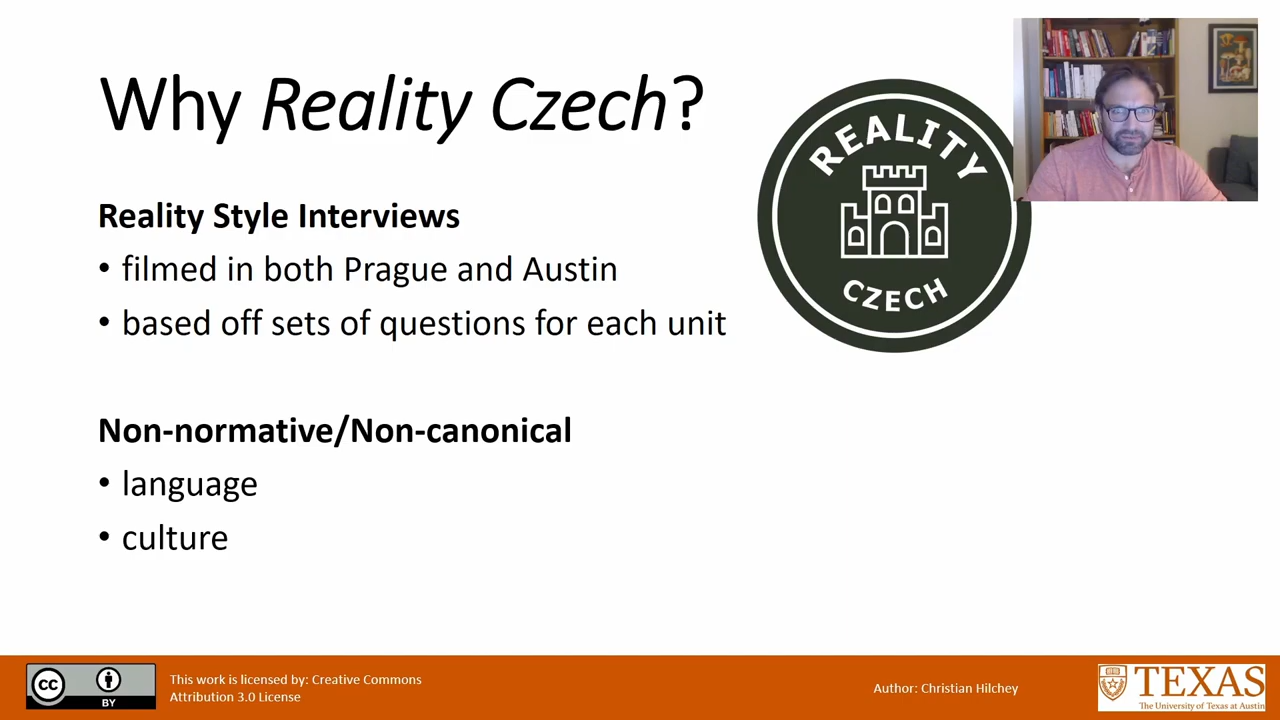 Why Reality Czech?
REALITY
CZECH
Reality Style Interviews
• filmed in both Prague and Austin
• based off sets of questions for each unit
Non-normative/Non-canonical
• language
• culture
CC
BY
This work is licensed by: Creative Commons
Attribution 3.0 License
Author: Christian Hilchey
TEXAS
The University of Texas at Austin